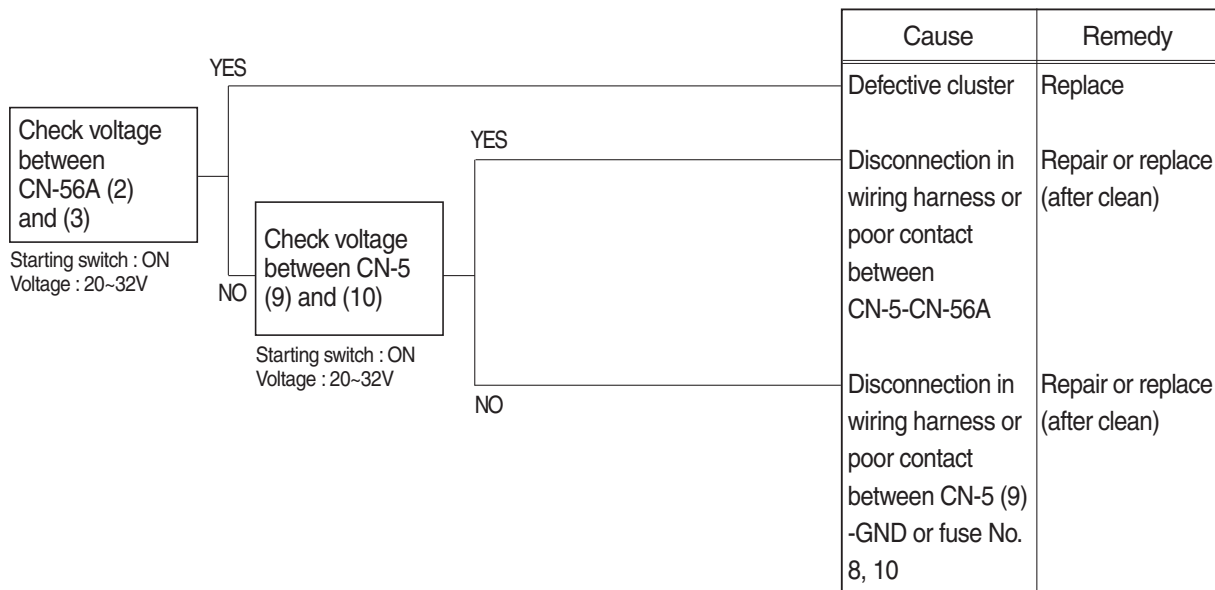 Cause Remedy
YES
Defective cluster Replace
Check voltage
between
CN-56A (2)
and (3)
Starting switch : ON
Voltage : 20~32V
NO
YES
Check voltage
between CN-5
(9) and (10)
Starting switch : ON
Voltage : 20~32V
NO
Disconnection in
wiring harness or
poor contact
between
CN-5-CN-56A
Repair or replace
(after clean)
Disconnection in
wiring harness or
poor contact
between CN-5 (9)
-GND or fuse No.
8, 10
Repair or replace
(after clean)